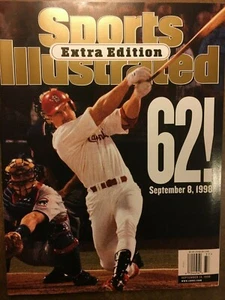 Sports
Extra Edition
Illustrated
62!
September 8, 1998